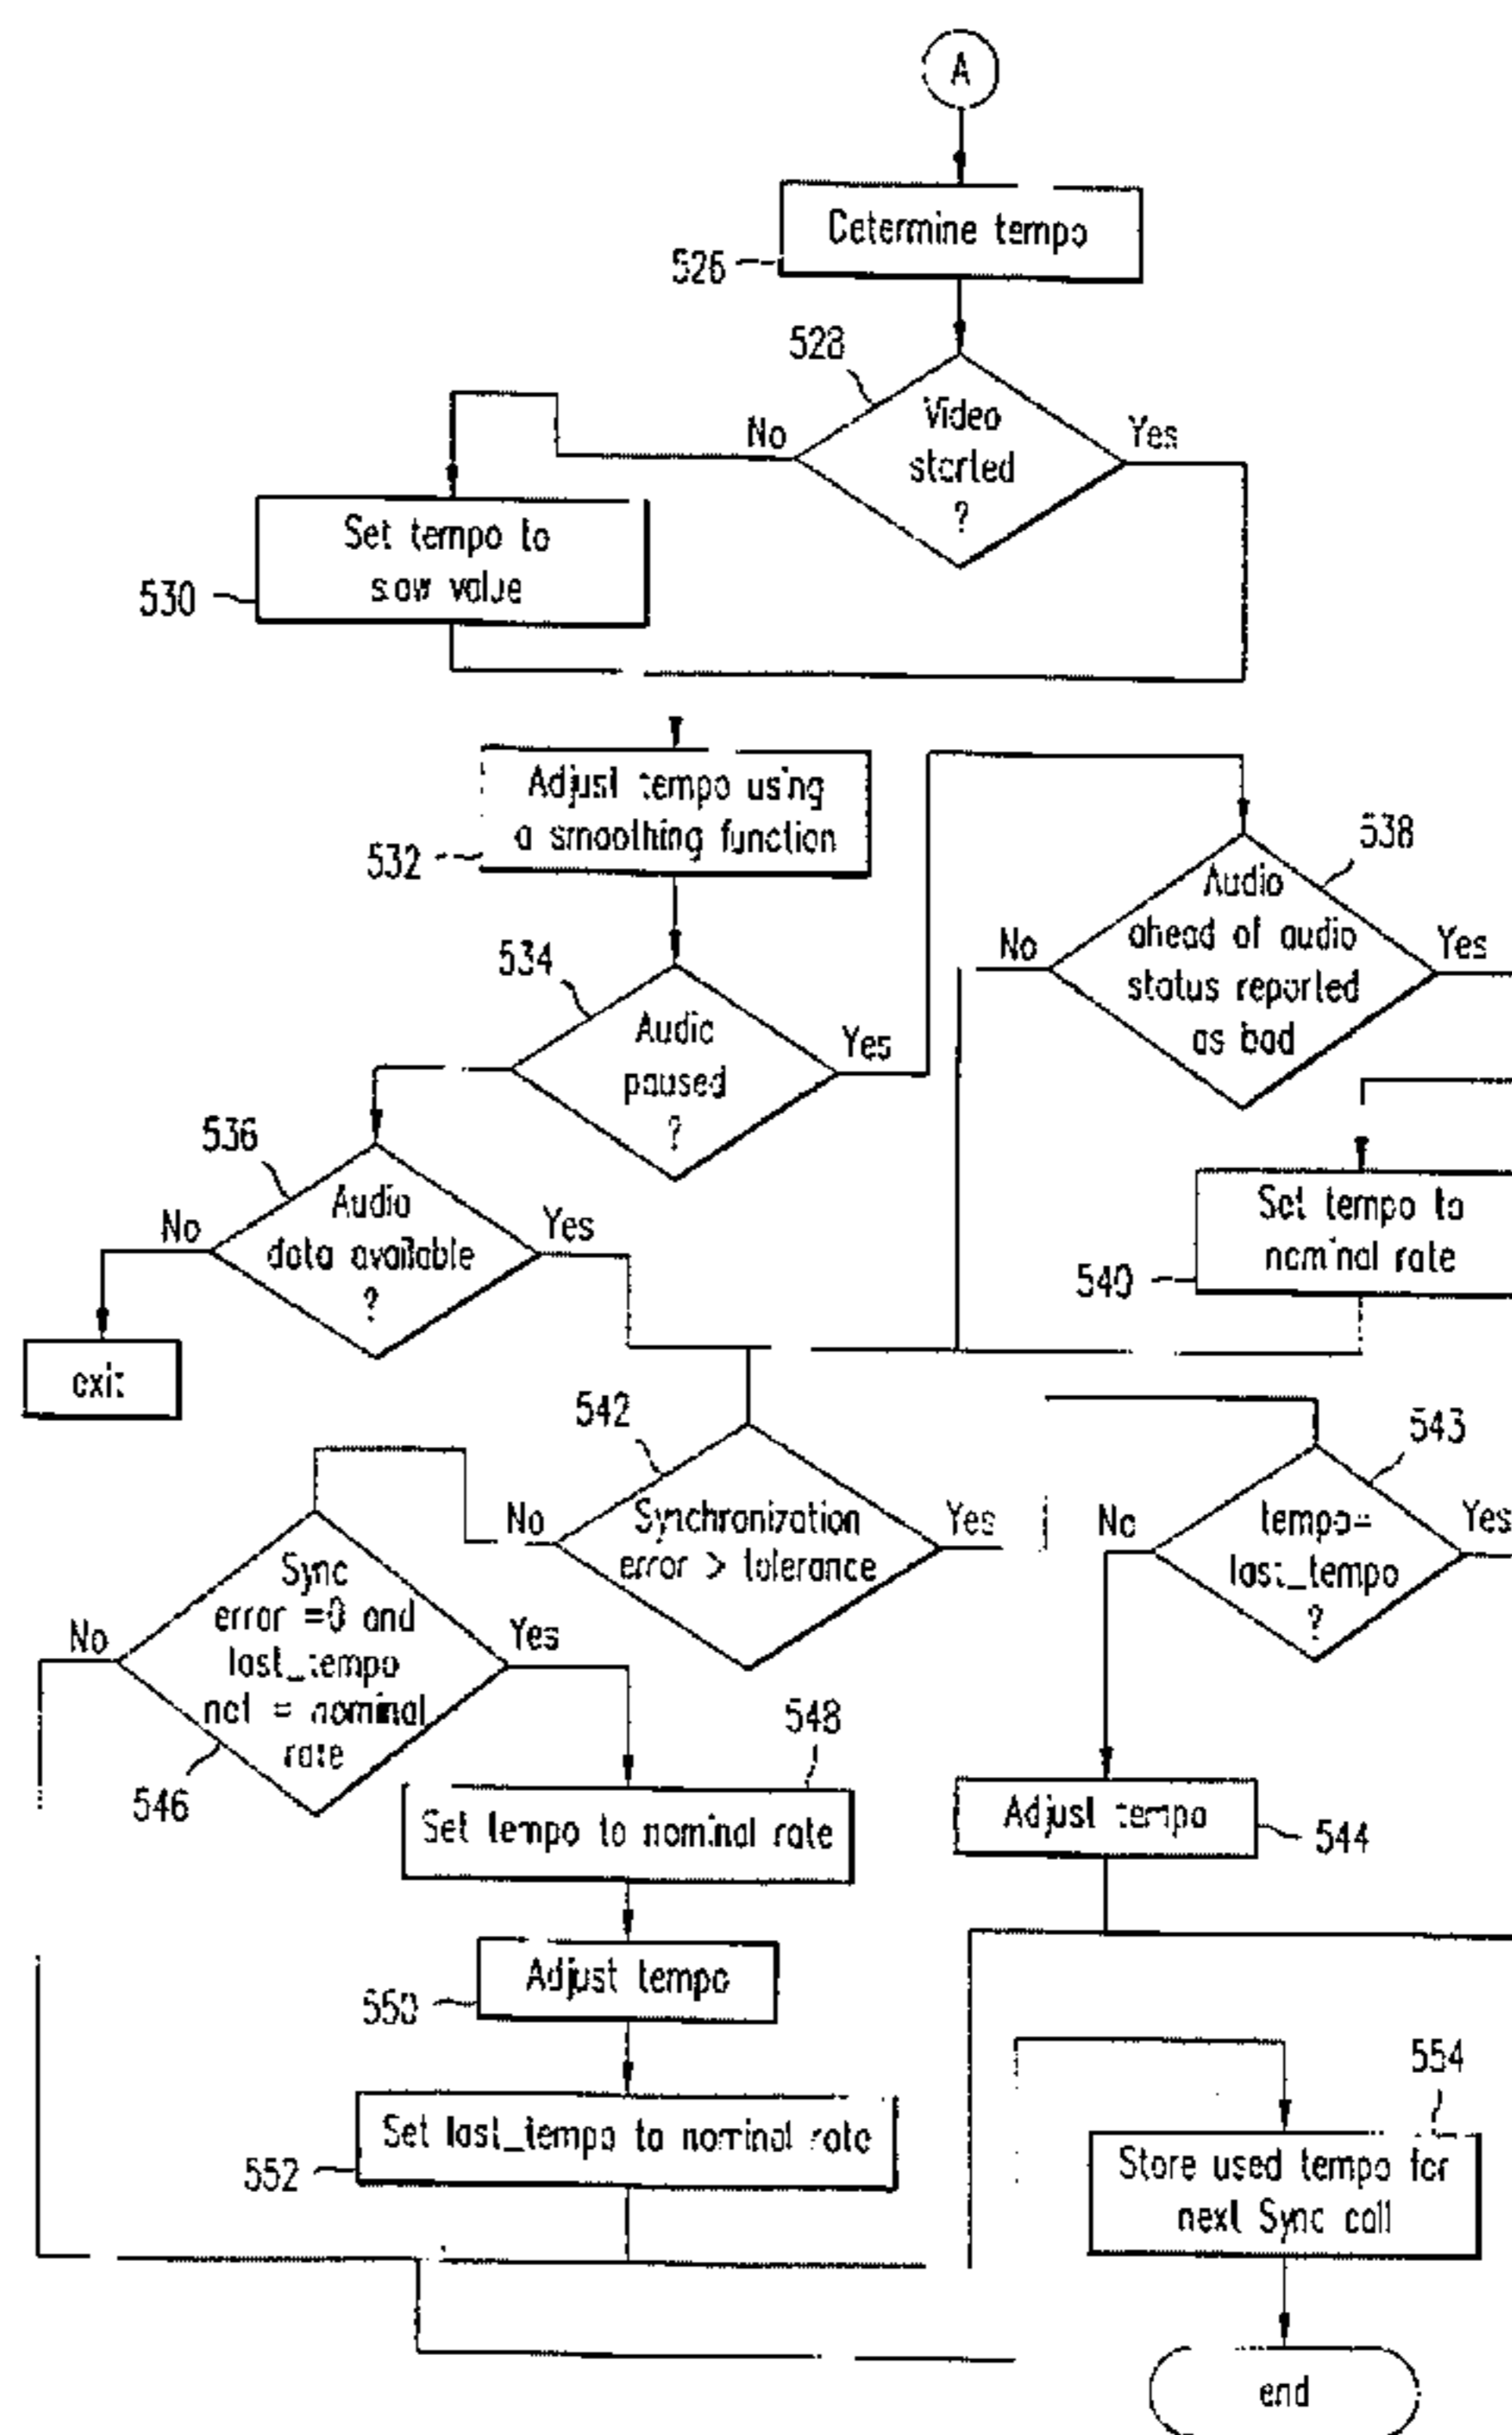 A
Determine tempo
526
528
Video
started
?
No
Yes
Set tempo to
slow value
530
Adjust tempo using
a smoothing function
532
538
Audio
ahead of audio
status reported
as bad
No
Yes
534
Audio
paused
?
Yes
536
Audio
data available
?
No
Yes
Set tempo to
nominal rate
540
exit
542
Synchronization
error > tolerance
No
Yes
543
tempo=
last_tempo
?
No
Yes
Sync
error =0 and
last_tempo
not = nominal
rate
No
Yes
546
548
Set tempo to nominal rate
Adjust tempo
544
Adjust tempo
550
Set last_tempo to nominal rate
552
554
Store used tempo for
next Sync call
end